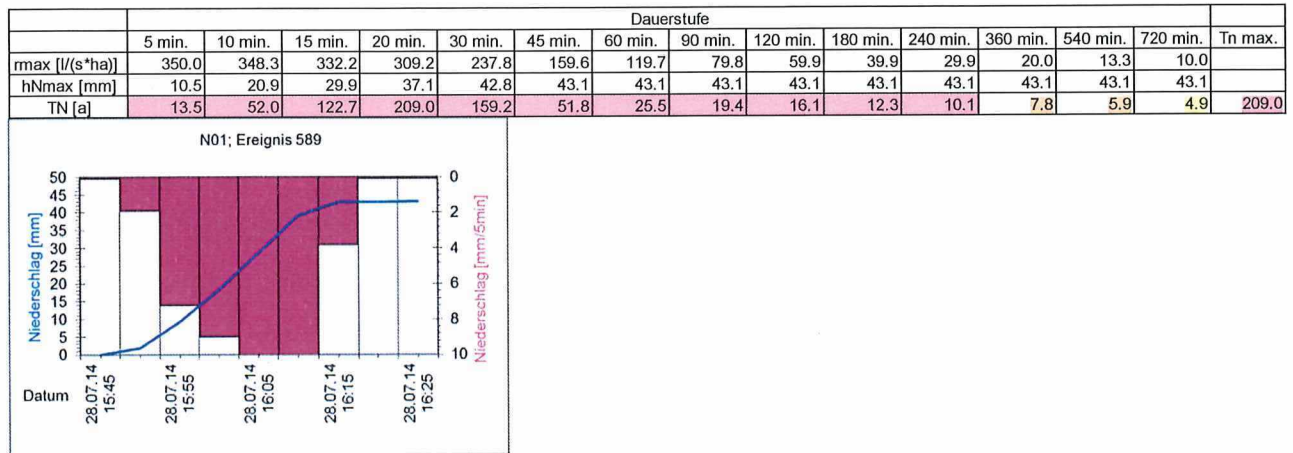 Dauerstufe
5 min. 10 min. 15 min. 20 min. 30 min. 45 min. 60 min. 90 min. 120 min. 180 min. 240 min. 360 min. 540 min. 720 min. Tn max.
rmax [l/(s*ha)] 350.0 348.3 332.2 309.2 237.8 159.6 119.7 79.8 59.9 39.9 29.9 20.0 13.3 10.0
hNmax [mm] 10.5 20.9 29.9 37.1 42.8 43.1 43.1 43.1 43.1 43.1 43.1 43.1 43.1 43.1
TN [a] 13.5 52.0 122.7 209.0 159.2 51.8 25.5 19.4 16.1 12.3 10.1 7.8 5.9 4.9 209.0
N01; Ereignis 589
Niederschlag [mm]
50
45
40
35
30
25
20
15
10
5
0
0
2
4
6
8
10
Niederschlag [mm/5min]
Datum
28.07.14 15:45
28.07.14 15:55
28.07.14 16:05
28.07.14 16:15
28.07.14 16:25